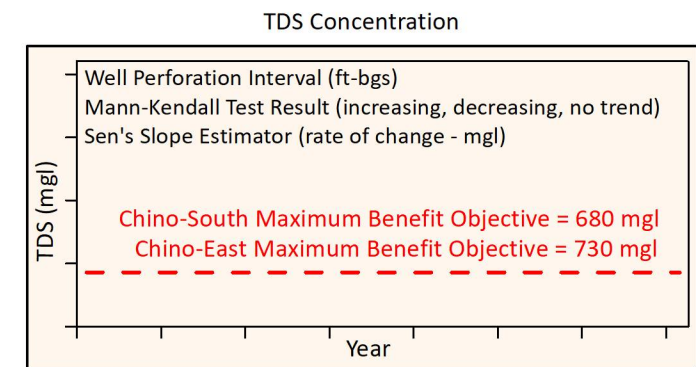 TDS Concentration
Well Perforation Interval (ft-bgs)
Mann-Kendall Test Result (increasing, decreasing, no trend)
Sen's Slope Estimator (rate of change - mgl)
TDS (mgl)
Chino-South Maximum Benefit Objective = 680 mgl
Chino-East Maximum Benefit Objective = 730 mgl
Year